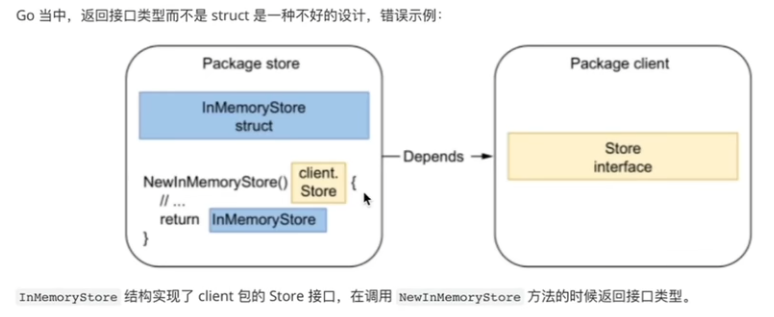 Go 当中，返回接口类型而不是 struct 是一种不好的设计，错误示例：
Package store
InMemoryStore
struct
NewInMemoryStore() client.
Store {
// ...
return InMemoryStore
}
Depends
Package client
Store
interface
InMemoryStore 结构实现了 client 包的 Store 接口，在调用 NewInMemoryStore 方法的时候返回接口类型。